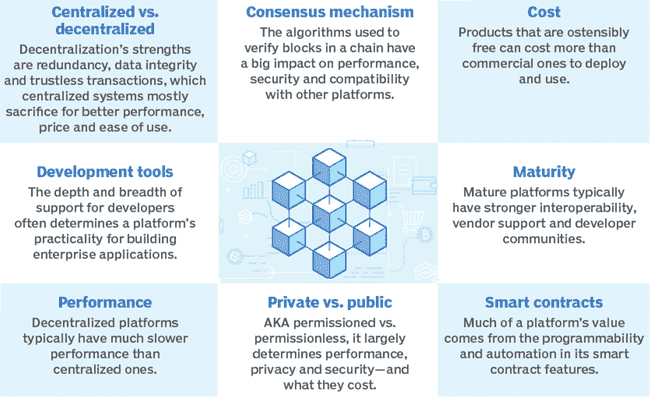 Centralized vs.
decentralized
Decentralization's strengths
are redundancy, data integrity
and trustless transactions, which
centralized systems mostly
sacrifice for better performance,
price and ease of use.
Consensus mechanism
The algorithms used to
verify blocks in a chain have
a big impact on performance,
security and compatibility
with other platforms.
Cost
Products that are ostensibly
free can cost more than
commercial ones to deploy
and use.
Development tools
The depth and breadth of
support for developers
often determines a platform's
practicality for building
enterprise applications.
Maturity
Mature platforms typically
have stronger interoperability,
vendor support and developer
communities.
Performance
Decentralized platforms
typically have much slower
performance than
centralized ones.
Private vs. public
AKA permissioned vs.
permissionless, it largely
determines performance,
privacy and security—and
what they cost.
Smart contracts
Much of a platform's value
comes from the programmability
and automation in its smart
contract features.